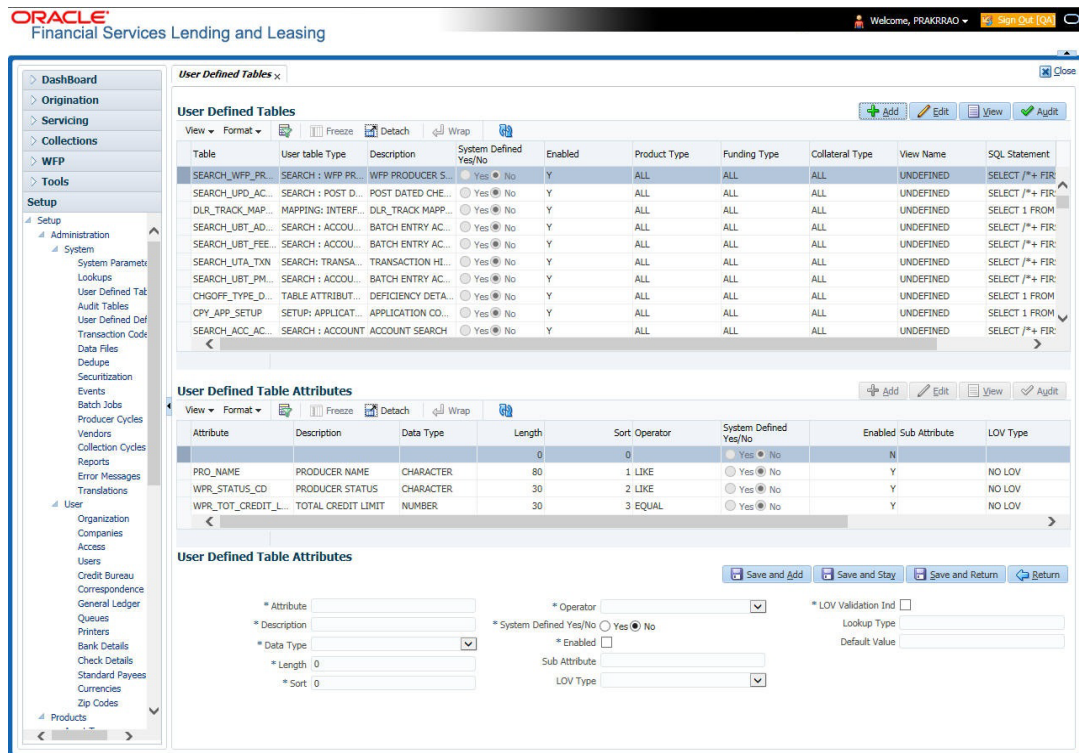 ORACLE
Financial Services Lending and Leasing
Welcome, PRAKRRAO
Sign Out [QA]
DashBoard
Origination
Servicing
Collections
WFP
Tools
Setup
Setup
Administration
System
System Paramete
Lookups
User Defined Tab
Audit Tables
User Defined Def
Transaction Code
Data Files
Dedupe
Securitization
Events
Batch Jobs
Producer Cycles
Vendors
Collection Cycles
Reports
Error Messages
Translations
User
Organization
Companies
Access
Users
Credit Bureau
Correspondence
General Ledger
Queues
Printers
Bank Details
Check Details
Standard Payees
Currencies
Zip Codes
Products
User Defined Tables x
Close
User Defined Tables
Add Edit View Audit
View Format Freeze Detach Wrap
Table User table Type Description System Defined Yes/No Enabled Product Type Funding Type Collateral Type View Name SQL Statement
SEARCH_WFP_PR... SEARCH : WFP PR... WFP PRODUCER S... Yes No Y ALL ALL ALL UNDEFINED SELECT /*+ FIR
SEARCH_UPD_AC... SEARCH : POST D... POST DATED CHE... Yes No Y ALL ALL ALL UNDEFINED SELECT /*+ FIR
DLR_TRACK_MAP... MAPPING: INTERF... DLR_TRACK MAPP... Yes No Y ALL ALL ALL UNDEFINED SELECT 1 FROM
SEARCH_UBT_AD... SEARCH : ACCOU... BATCH ENTRY AC... Yes No Y ALL ALL ALL UNDEFINED SELECT /*+ FIR
SEARCH_UBT_FEE... SEARCH : ACCOU... BATCH ENTRY AC... Yes No Y ALL ALL ALL UNDEFINED SELECT /*+ FIR
SEARCH_UTA_TXN SEARCH: TRANSA... TRANSACTION HI... Yes No Y ALL ALL ALL UNDEFINED SELECT /*+ FIR
SEARCH_UBT_PM... SEARCH : ACCOU... BATCH ENTRY AC... Yes No Y ALL ALL ALL UNDEFINED SELECT /*+ FIR
CHGOFF_TYPE_D... TABLE ATTRIBUT... DEFICIENCY DETA... Yes No Y ALL ALL ALL UNDEFINED SELECT 1 FROM
CPY_APP_SETUP SETUP: APPLICAT... APPLICATION CO... Yes No Y ALL ALL ALL UNDEFINED SELECT 1 FROM
SEARCH_ACC_AC... SEARCH : ACCOUNT ACCOUNT SEARCH Yes No Y ALL ALL ALL UNDEFINED SELECT /*+ FIR
User Defined Table Attributes
Add Edit View Audit
View Format Freeze Detach Wrap
Attribute Description Data Type Length Sort Operator System Defined Yes/No Enabled Sub Attribute LOV Type
0 0 Yes No N
PRO_NAME PRODUCER NAME CHARACTER 80 1 LIKE Yes No Y NO LOV
WPR_STATUS_CD PRODUCER STATUS CHARACTER 30 2 LIKE Yes No Y NO LOV
WPR_TOT_CREDIT_L... TOTAL CREDIT LIMIT NUMBER 30 3 EQUAL Yes No Y NO LOV
User Defined Table Attributes
Save and Add Save and Stay Save and Return Return
* Attribute
* Description
* Data Type
* Length 0
* Sort 0
* Operator
* System Defined Yes/No Yes No
* Enabled
Sub Attribute
LOV Type
* LOV Validation Ind
Lookup Type
Default Value